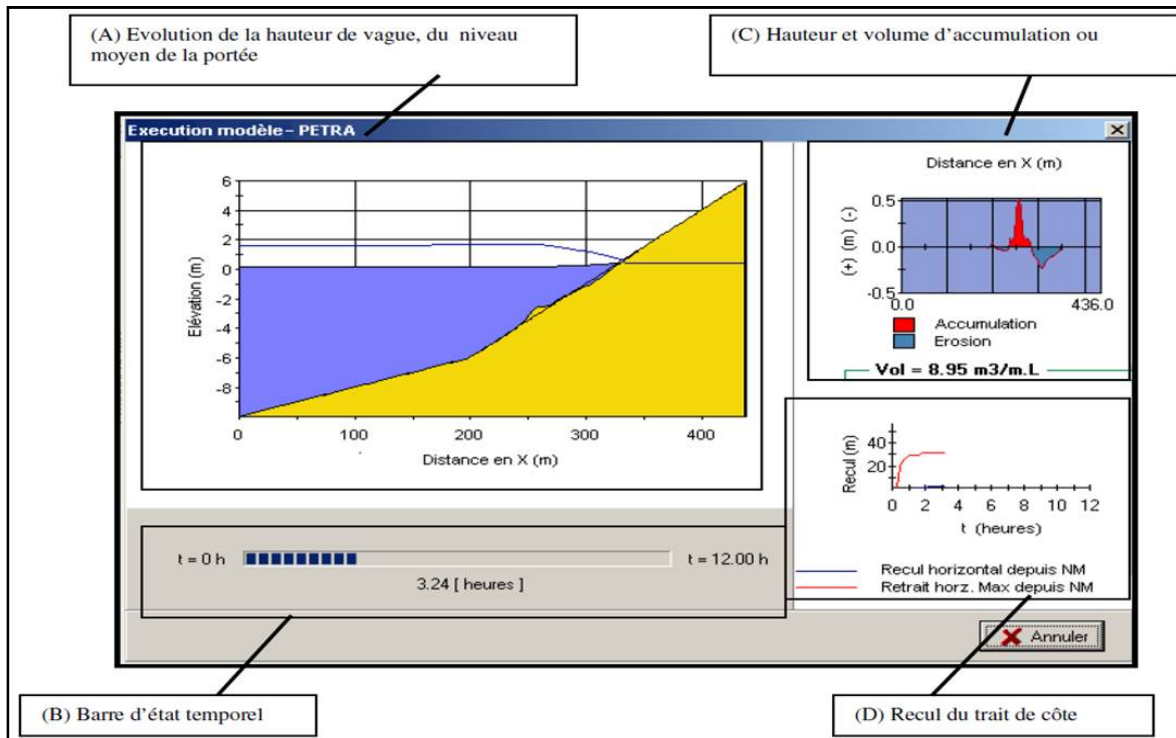 (A) Evolution de la hauteur de vague, du niveau
moyen de la portée
(C) Hauteur et volume d'accumulation ou
Execution modèle - PETRA
6
4
2
0
-2
-4
-6
-8
Elévation (m)
0 100 200 300 400
Distance en X (m)
Distance en X (m)
0.5
0.0
-0.5
(+) (m) (-)
0.0 436.0
Accumulation
Erosion
Vol = 8.95 m3/m.L
40
20
Recul (m)
0 2 4 6 8 10 12
t (heures)
Recul horizontal depuis NM
Retrait horz. Max depuis NM
t = 0 h t = 12.00 h
3.24 [ heures ]
Annuler
(B) Barre d'état temporel
(D) Recul du trait de côte